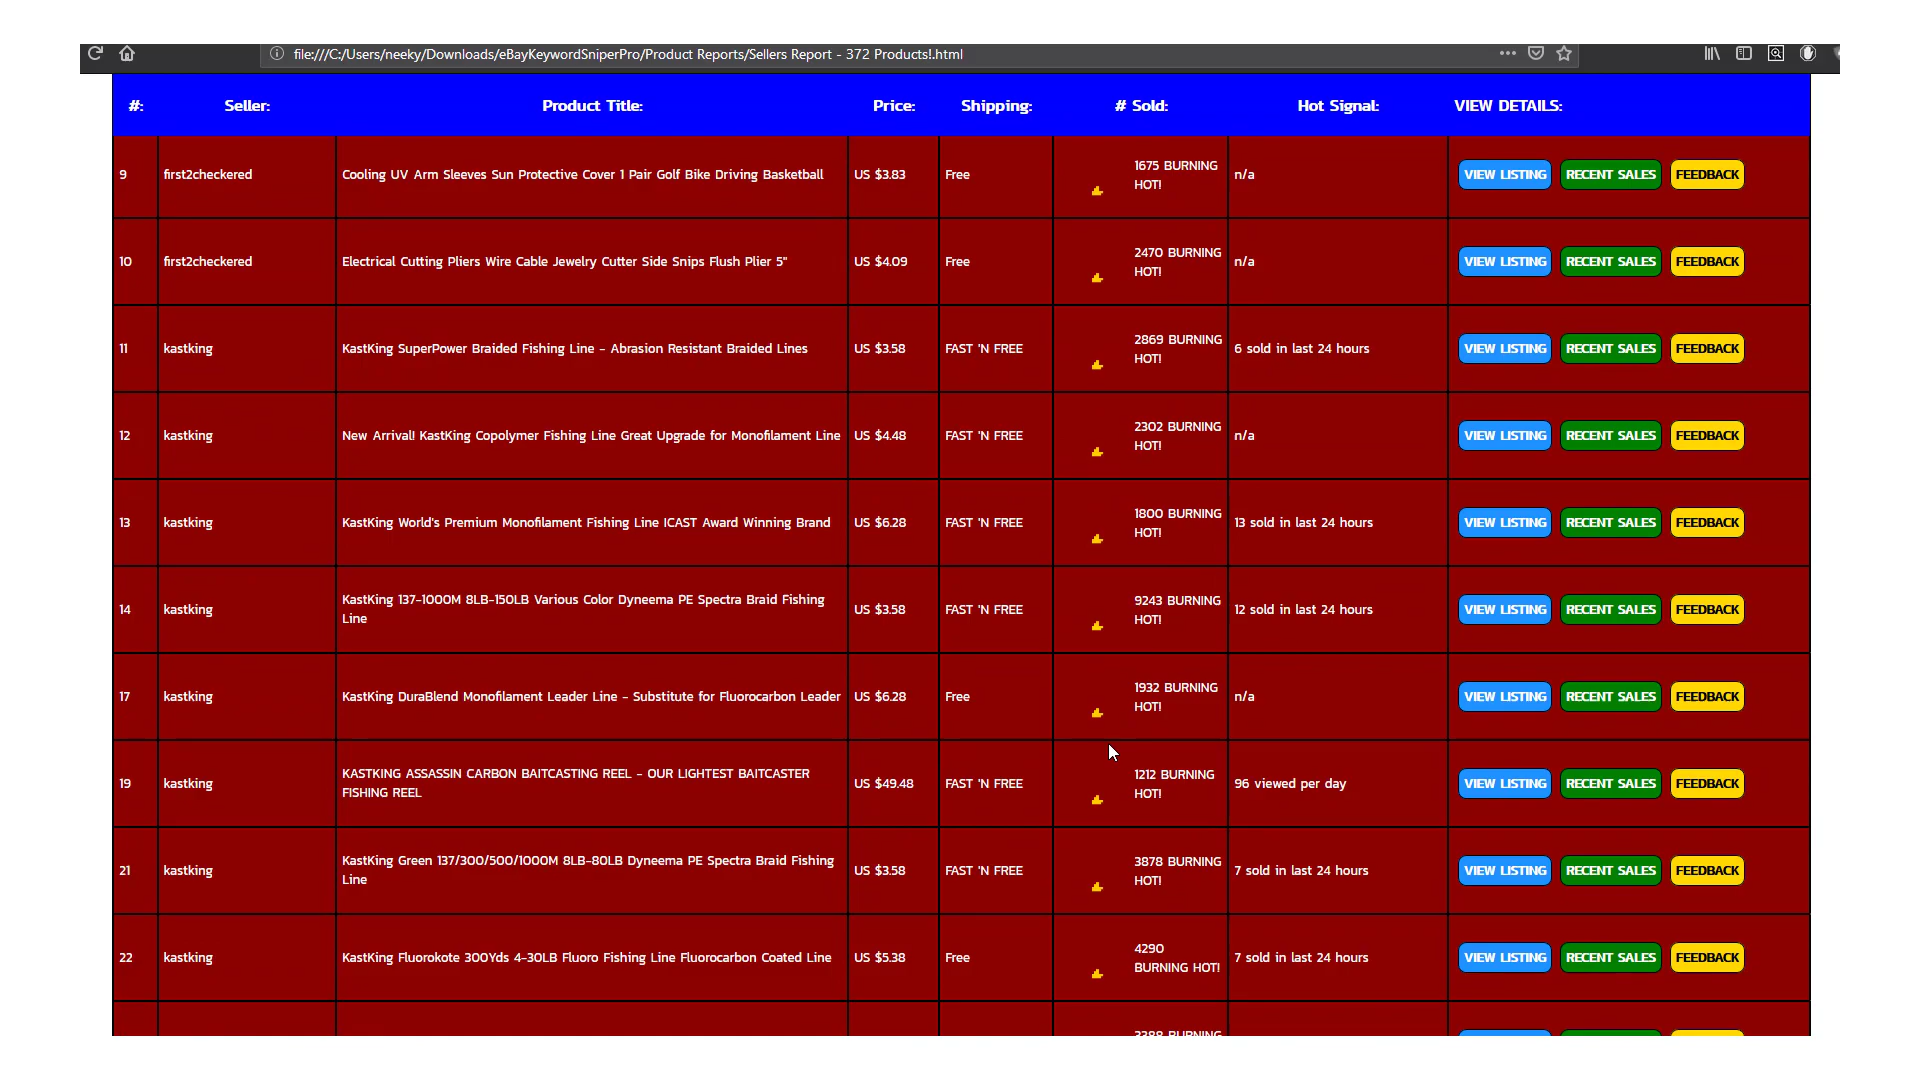 file:///C:/Users/neeky/Downloads/eBayKeywordSniperPro/Product Reports/Sellers Report - 372 Products!.html
#: Seller: Product Title: Price: Shipping: # Sold: Hot Signal: VIEW DETAILS:
9 first2checkered Cooling UV Arm Sleeves Sun Protective Cover 1 Pair Golf Bike Driving Basketball US $3.83 Free 1675 BURNING HOT! n/a VIEW LISTING RECENT SALES FEEDBACK
10 first2checkered Electrical Cutting Pliers Wire Cable Jewelry Cutter Side Snips Flush Plier 5" US $4.09 Free 2470 BURNING HOT! n/a VIEW LISTING RECENT SALES FEEDBACK
11 kastking KastKing SuperPower Braided Fishing Line - Abrasion Resistant Braided Lines US $3.58 FAST 'N FREE 2869 BURNING HOT! 6 sold in last 24 hours VIEW LISTING RECENT SALES FEEDBACK
12 kastking New Arrival! KastKing Copolymer Fishing Line Great Upgrade for Monofilament Line US $4.48 FAST 'N FREE 2302 BURNING HOT! n/a VIEW LISTING RECENT SALES FEEDBACK
13 kastking KastKing World's Premium Monofilament Fishing Line ICAST Award Winning Brand US $6.28 FAST 'N FREE 1800 BURNING HOT! 13 sold in last 24 hours VIEW LISTING RECENT SALES FEEDBACK
14 kastking KastKing 137-1000M 8LB-150LB Various Color Dyneema PE Spectra Braid Fishing Line US $3.58 FAST 'N FREE 9243 BURNING HOT! 12 sold in last 24 hours VIEW LISTING RECENT SALES FEEDBACK
17 kastking KastKing DuraBlend Monofilament Leader Line - Substitute for Fluorocarbon Leader US $6.28 Free 1932 BURNING HOT! n/a VIEW LISTING RECENT SALES FEEDBACK
19 kastking KASTKING ASSASSIN CARBON BAITCASTING REEL - OUR LIGHTEST BAITCASTER FISHING REEL US $49.48 FAST 'N FREE 1212 BURNING HOT! 96 viewed per day VIEW LISTING RECENT SALES FEEDBACK
21 kastking KastKing Green 137/300/500/1000M 8LB-80LB Dyneema PE Spectra Braid Fishing Line US $3.58 FAST 'N FREE 3878 BURNING HOT! 7 sold in last 24 hours VIEW LISTING RECENT SALES FEEDBACK
22 kastking KastKing Fluorokote 300Yds 4-30LB Fluoro Fishing Line Fluorocarbon Coated Line US $5.38 Free 4290 BURNING HOT! 7 sold in last 24 hours VIEW LISTING RECENT SALES FEEDBACK
BURNING